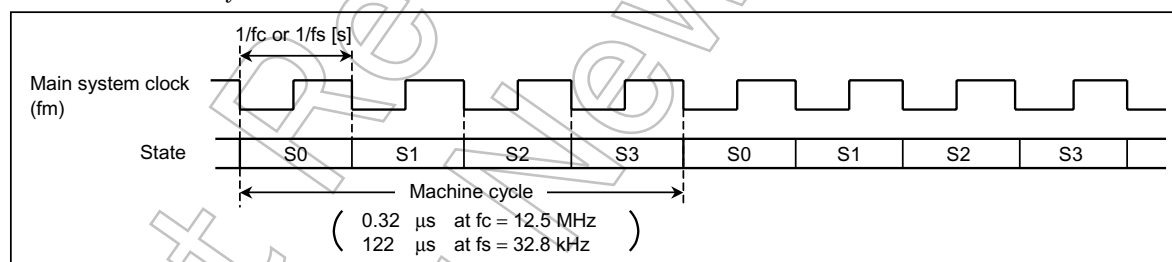 1/fc or 1/fs [s]
Main system clock
(fm)
State S0 S1 S2 S3 S0 S1 S2 S3
Machine cycle
0.32 μs at fc = 12.5 MHz
122 μs at fs = 32.8 kHz